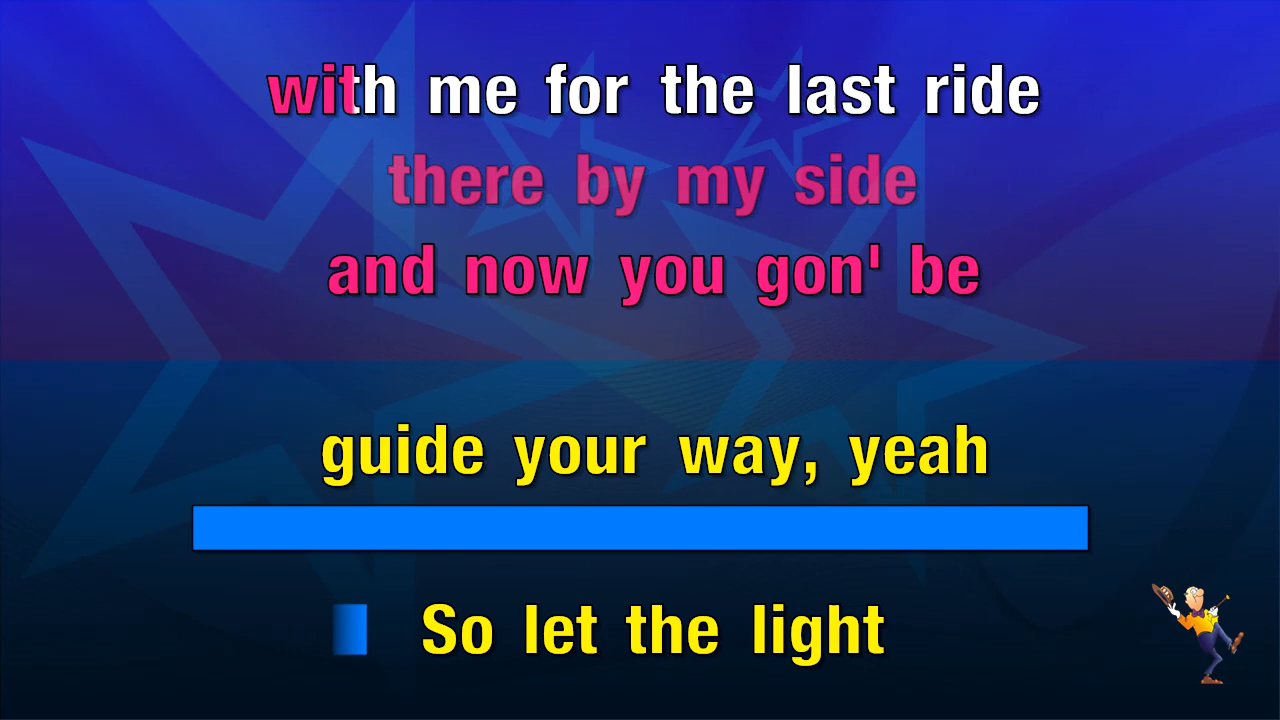 with me for the last ride
there by my side
and now you gon' be
guide your way, yeah
So let the light